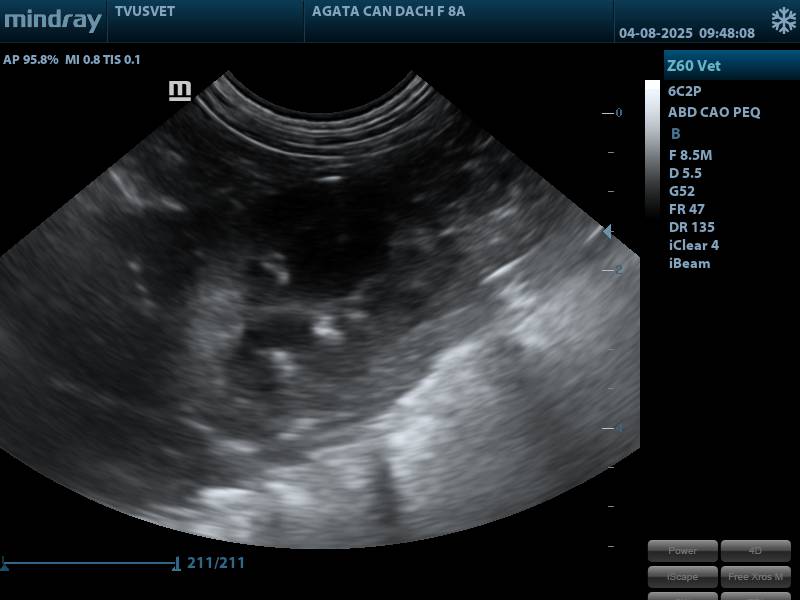 mindray
TVUSVET
AGATA CAN DACH F 8A
04-08-2025 09:48:08
AP 95.8% MI 0.8 TIS 0.1
m
Z60 Vet
6C2P
ABD CAO PEQ
B
F 8.5M
D 5.5
G52
FR 47
DR 135
iClear 4
iBeam
0
2
4
211/211
Power
4D
iScape
Free Xros M